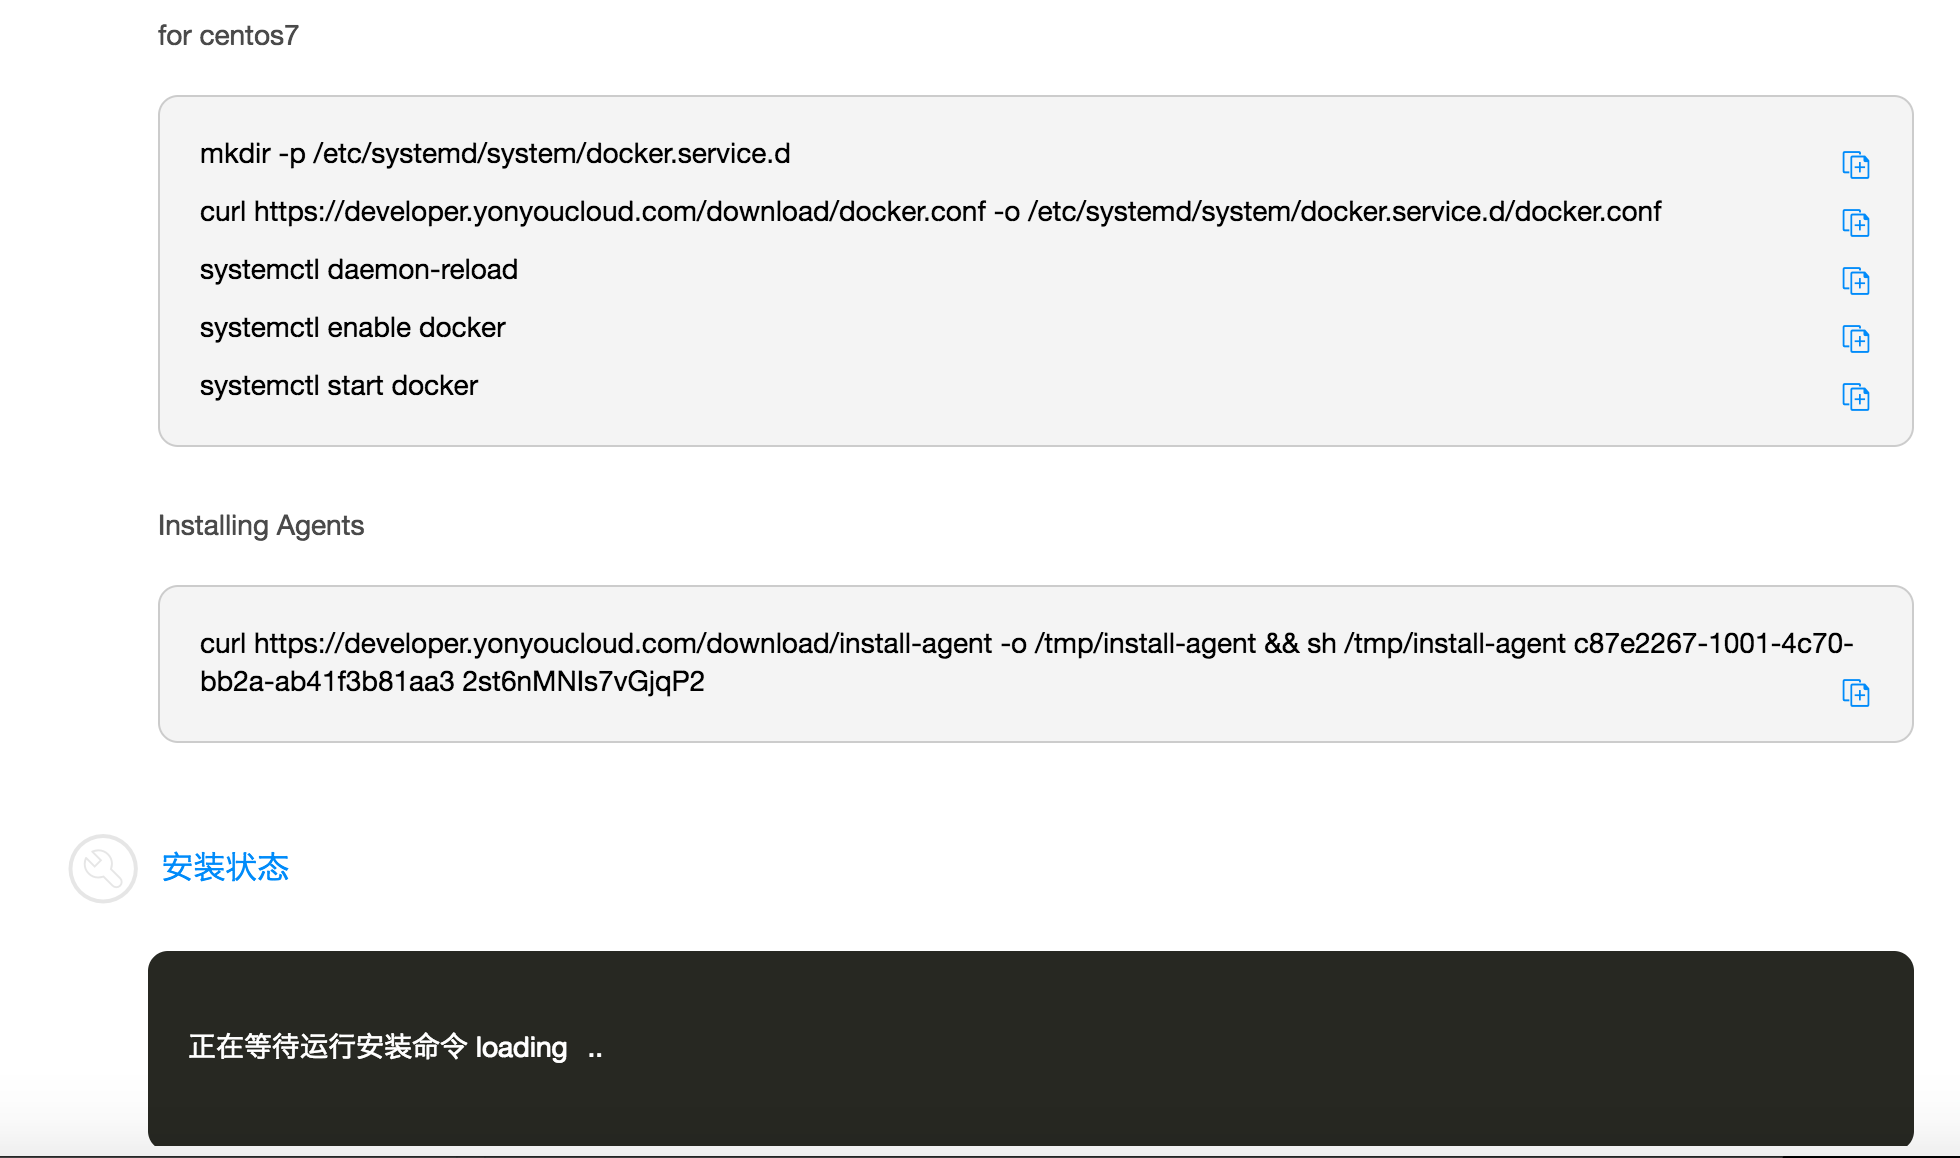 for centos7
mkdir -p /etc/systemd/system/docker.service.d
curl https://developer.yonyoucloud.com/download/docker.conf -o /etc/systemd/system/docker.service.d/docker.conf
systemctl daemon-reload
systemctl enable docker
systemctl start docker
Installing Agents
curl https://developer.yonyoucloud.com/download/install-agent -o /tmp/install-agent && sh /tmp/install-agent c87e2267-1001-4c70-
bb2a-ab41f3b81aa3 2st6nMNIs7vGjqP2
安装状态
正在等待运行安装命令 loading ..